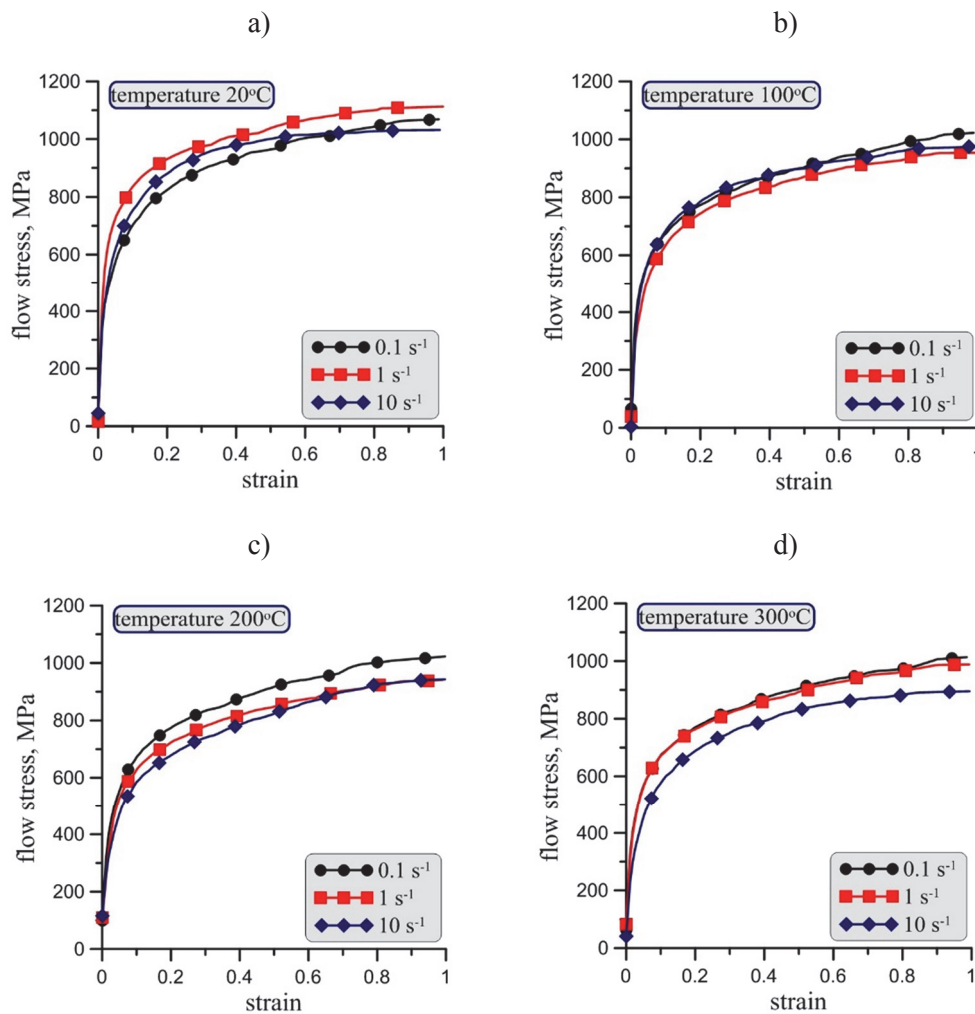 a)
temperature 20°C
flow stress, MPa
1200
1000
800
600
400
200
0
0 0.2 0.4 0.6 0.8 1
strain
0.1 s⁻¹
1 s⁻¹
10 s⁻¹
b)
temperature 100°C
flow stress, MPa
1200
1000
800
600
400
200
0
0 0.2 0.4 0.6 0.8 1
strain
0.1 s⁻¹
1 s⁻¹
10 s⁻¹
c)
temperature 200°C
flow stress, MPa
1200
1000
800
600
400
200
0
0 0.2 0.4 0.6 0.8 1
strain
0.1 s⁻¹
1 s⁻¹
10 s⁻¹
d)
temperature 300°C
flow stress, MPa
1200
1000
800
600
400
200
0
0 0.2 0.4 0.6 0.8 1
strain
0.1 s⁻¹
1 s⁻¹
10 s⁻¹